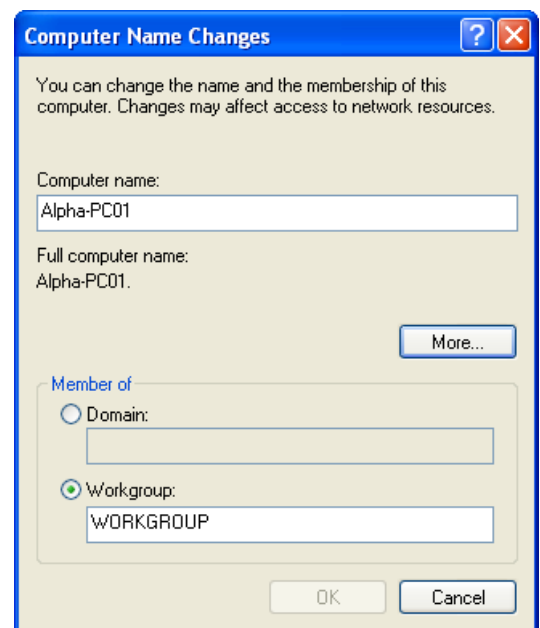 Computer Name Changes
You can change the name and the membership of this
computer. Changes may affect access to network resources.
Computer name:
Alpha-PC01
Full computer name:
Alpha-PC01.
More...
Member of
Domain:
Workgroup:
WORKGROUP
OK Cancel